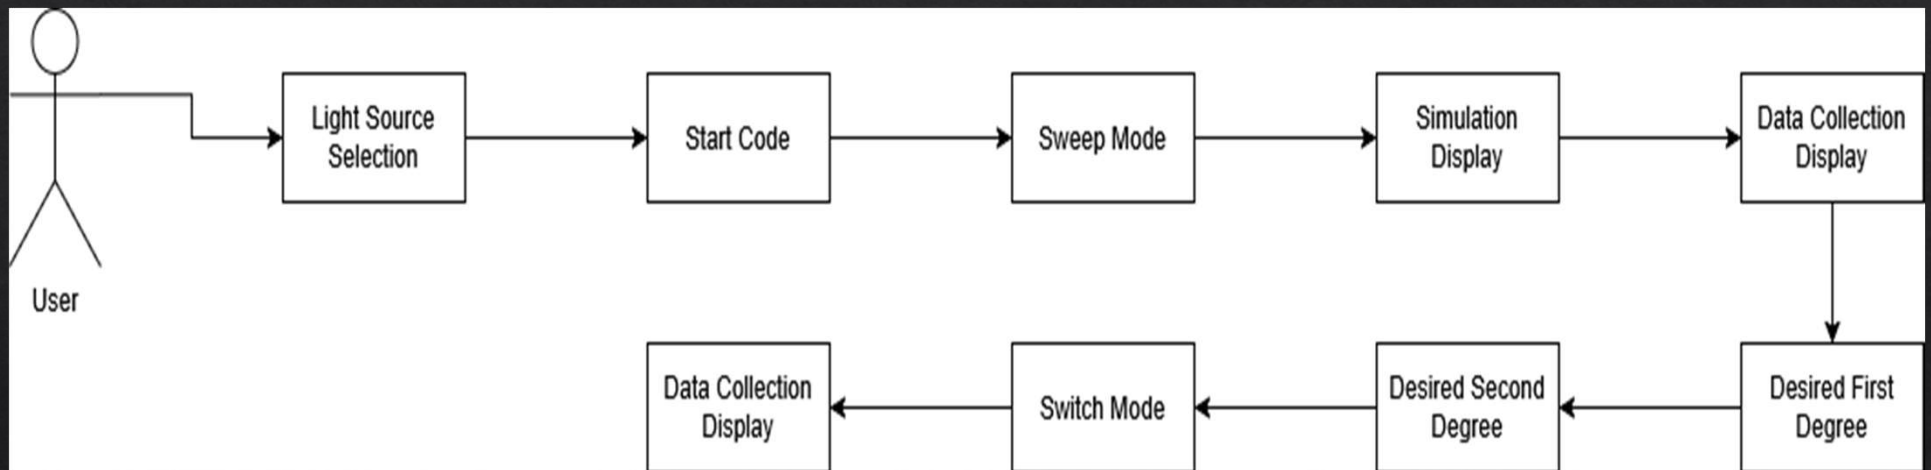 Light Source
Selection
Start Code
Sweep Mode
Simulation
Display
Data Collection
Display
User
Desired First
Degree
Desired Second
Degree
Switch Mode
Data Collection
Display